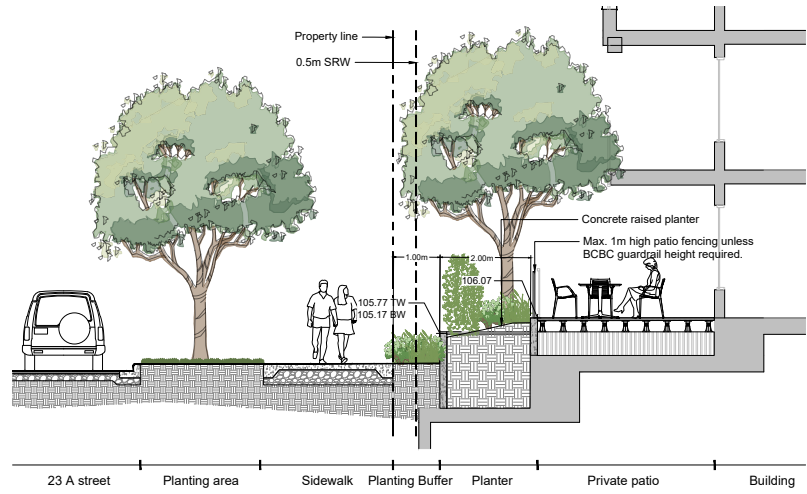 Property line
0.5m SRW
Concrete raised planter
Max. 1m high patio fencing unless
BCBC guardrail height required.
1.00m
2.00m
106.07
105.77 TW
105.17 BW
23 A street
Planting area
Sidewalk
Planting Buffer
Planter
Private patio
Building